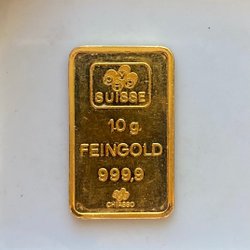 SUISSE
10 g
FEINGOLD
999,9
CHIASSO